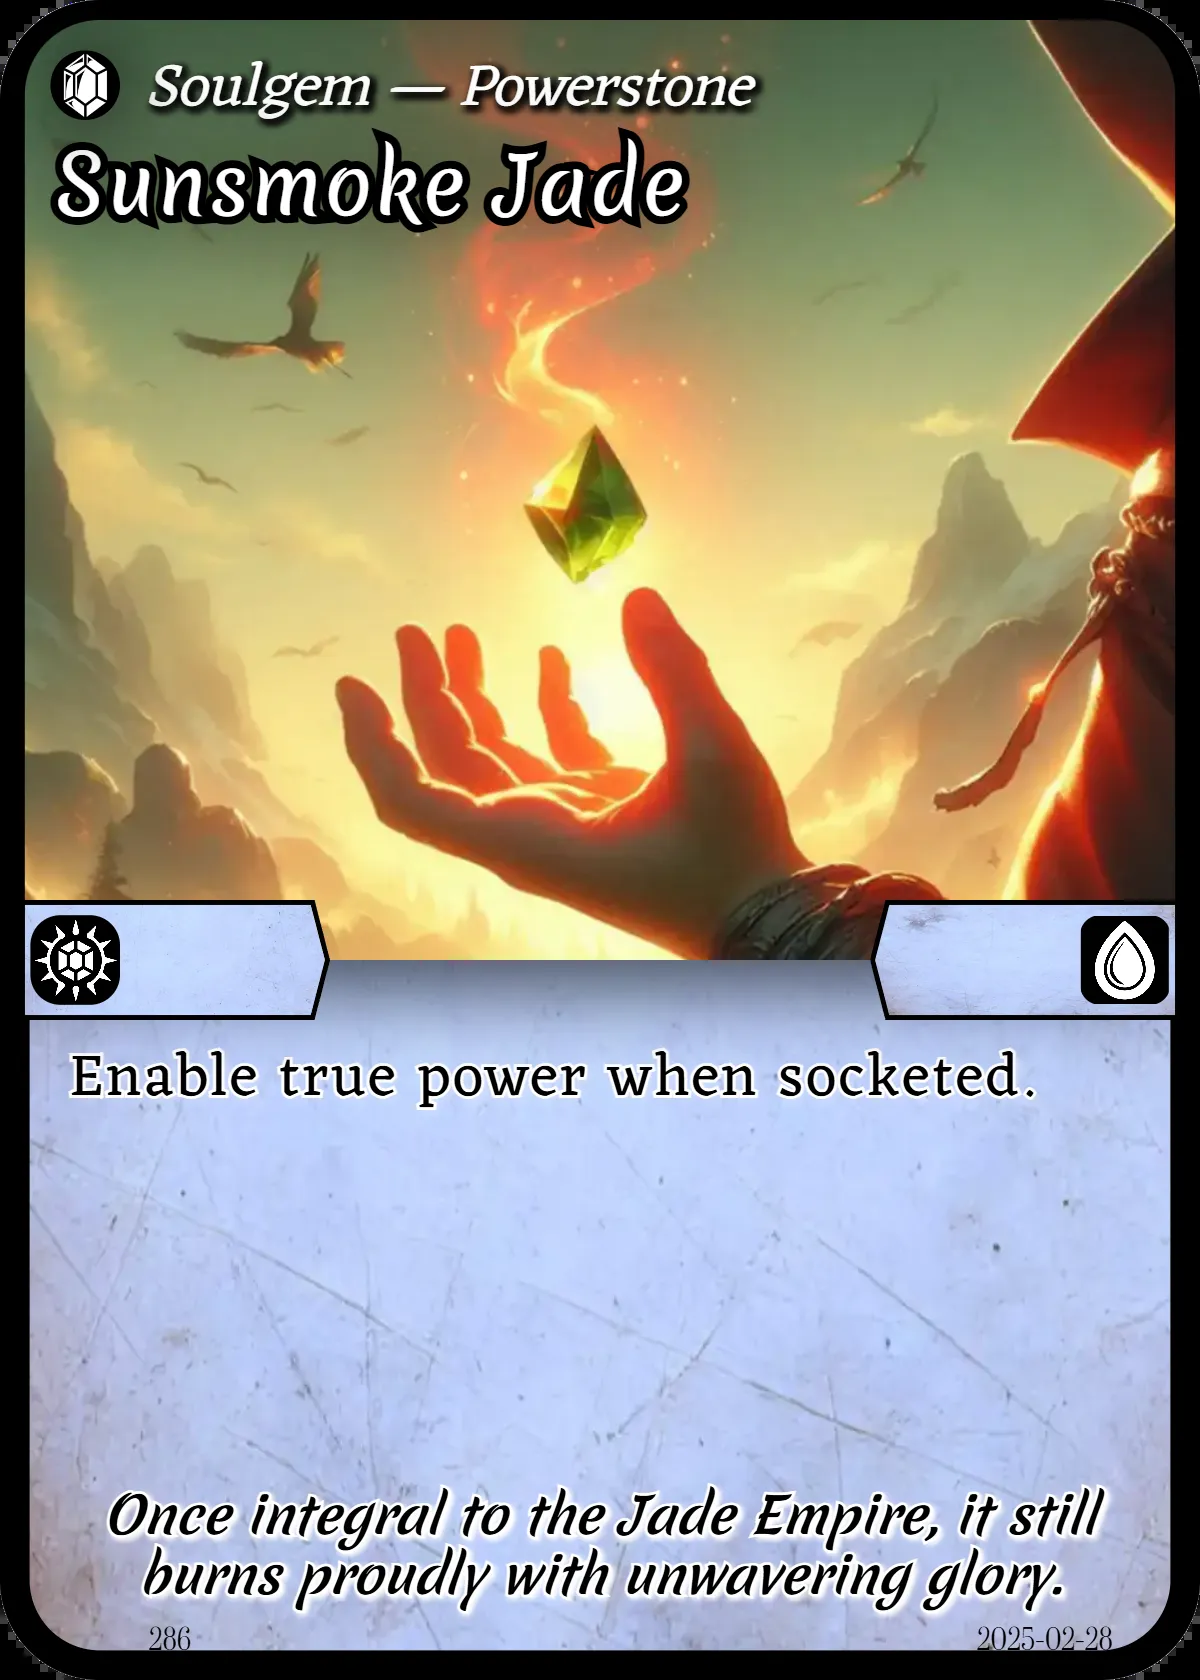 Soulgem — Powerstone
Sunsmoke Jade
Enable true power when socketed.
Once integral to the Jade Empire, it still
burns proudly with unwavering glory.
286
2025-02-28